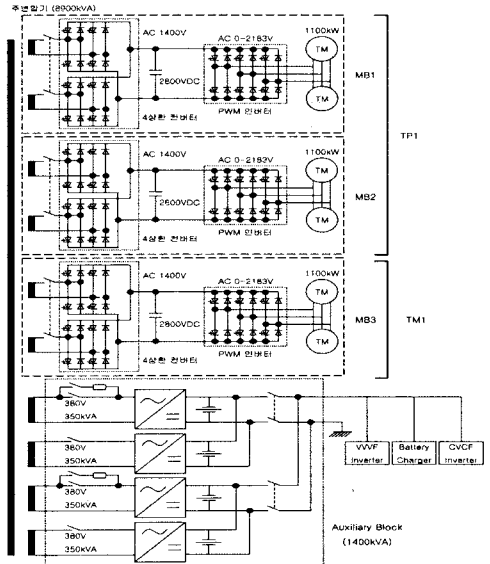 주변압기 (8900kVA)
AC 1400V
AC 0-2183V
1100kW
TM
2800VDC
TM
4상한 컨버터
PWM 인버터
MB1
TP1
AC 1400V
AC 0-2183V
1100kW
TM
2800VDC
TM
4상한 컨버터
PWM 인버터
MB2
AC 1400V
AC 0-2183V
1100kW
TM
2800VDC
TM
4상한 컨버터
PWM 인버터
MB3
TM1
380V
350kVA
380V
350kVA
380V
350kVA
380V
350kVA
VVVF
Inverter
Battery
Charger
CVCF
Inverter
Auxiliary Block
(1400kVA)